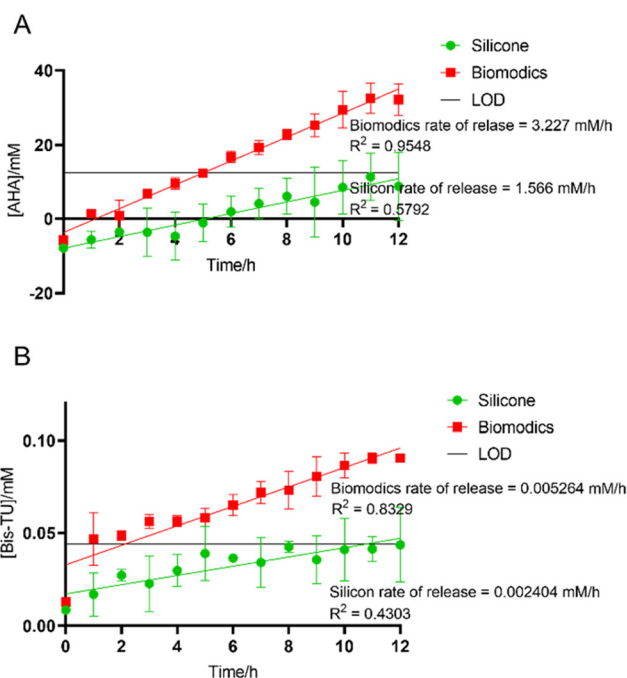 A
Silicone
Biomodics
LOD
Biomodics rate of relase = 3.227 mM/h
R² = 0.9548
Silicon rate of release = 1.566 mM/h
R² = 0.5792
[AHA]/mM
40
20
0
-20
2
4
6
8
10
12
Time/h
B
Silicone
Biomodics
LOD
Biomodics rate of release = 0.005264 mM/h
R² = 0.8329
Silicon rate of release = 0.002404 mM/h
R² = 0.4303
[Bis-TU]/mM
0.10
0.05
0.00
0
2
4
6
8
10
12
Time/h